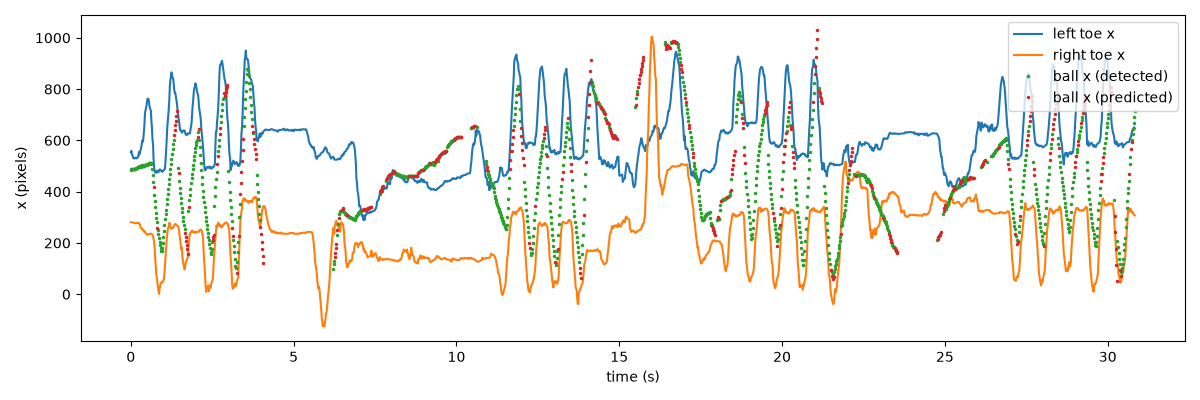 1000
800
600
400
200
0
x (pixels)
0
5
10
15
20
25
30
time (s)
left toe x
right toe x
ball x (detected)
ball x (predicted)